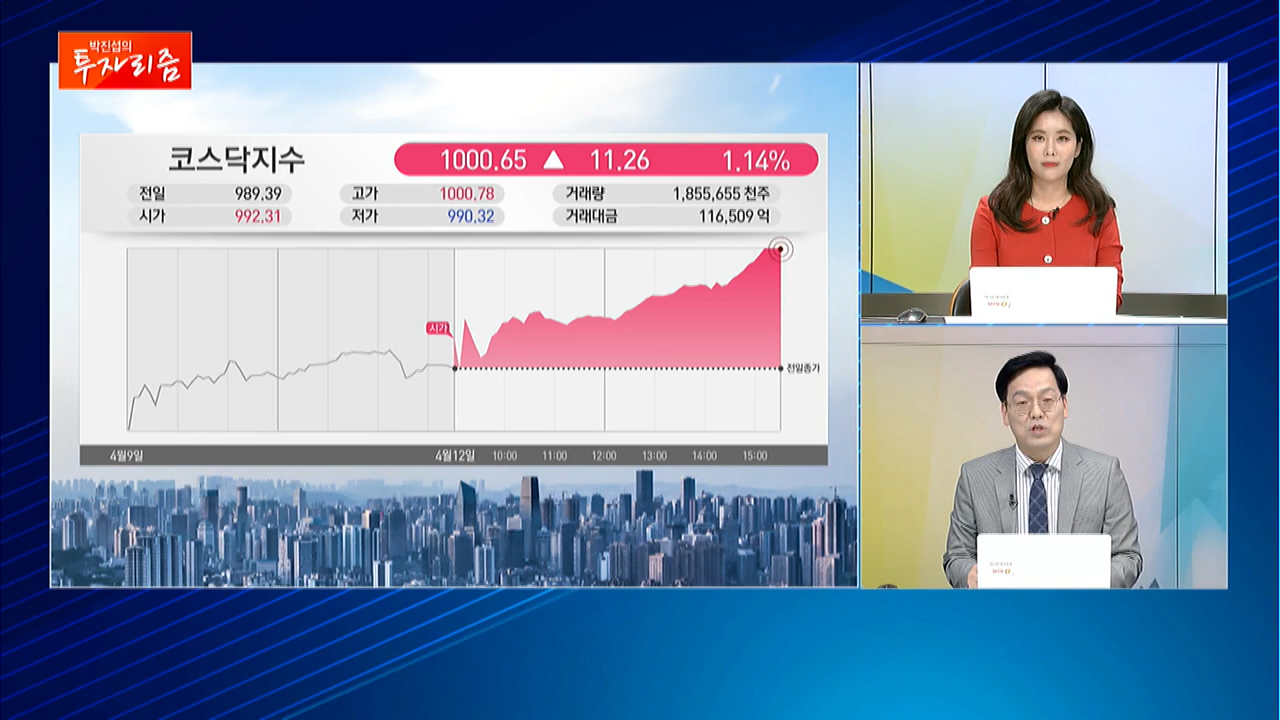 박진섭의
투자리즘
코스닥지수
1000.65 ▲ 11.26 1.14%
전일 989.39 고가 1000.78 거래량 1,855,655 천주
시가 992.31 저가 990.32 거래대금 116,509 억
시가
전일종가
4월9일 4월12일 10:00 11:00 12:00 13:00 14:00 15:00